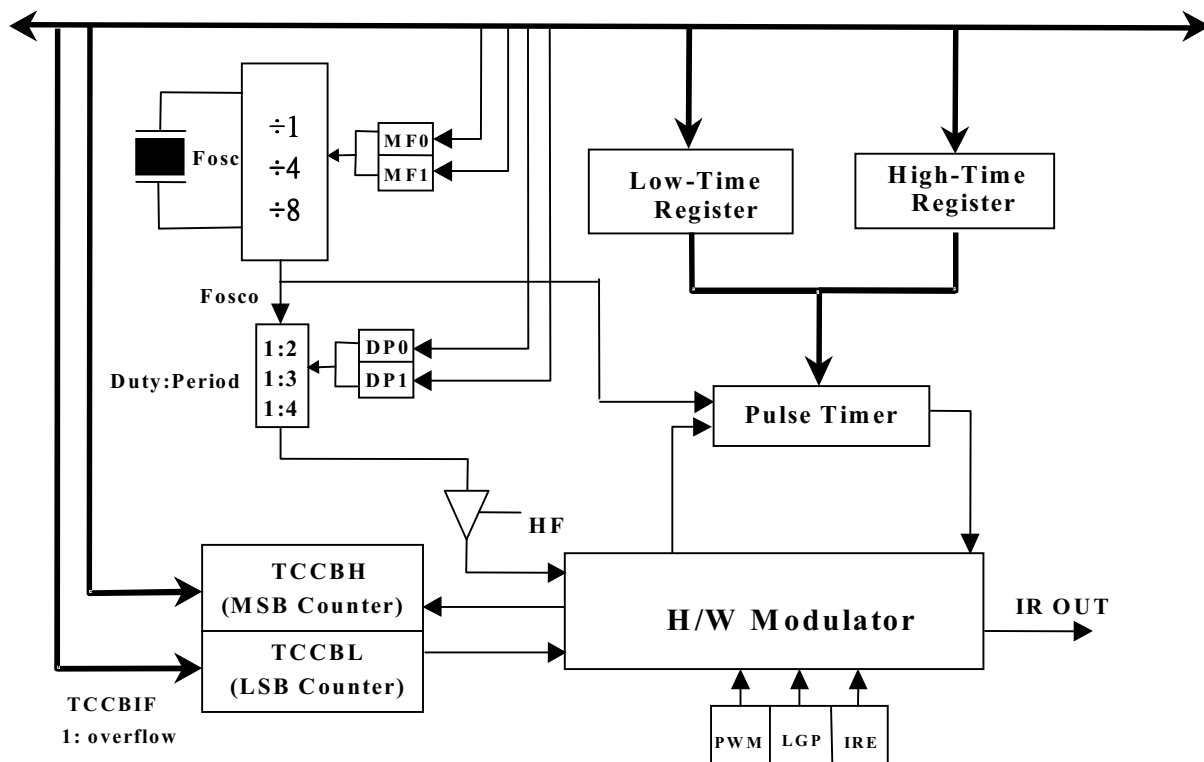 ÷1
÷4
÷8
Fosc
MF0
MF1
Low-Time
Register
High-Time
Register
Fosco
1:2
1:3
1:4
Duty:Period
DP0
DP1
Pulse Timer
HF
TCCBH
(MSB Counter)
TCCBL
(LSB Counter)
H/W Modulator
IR OUT
TCCBIF
1: overflow
PWM
LGP
IRE